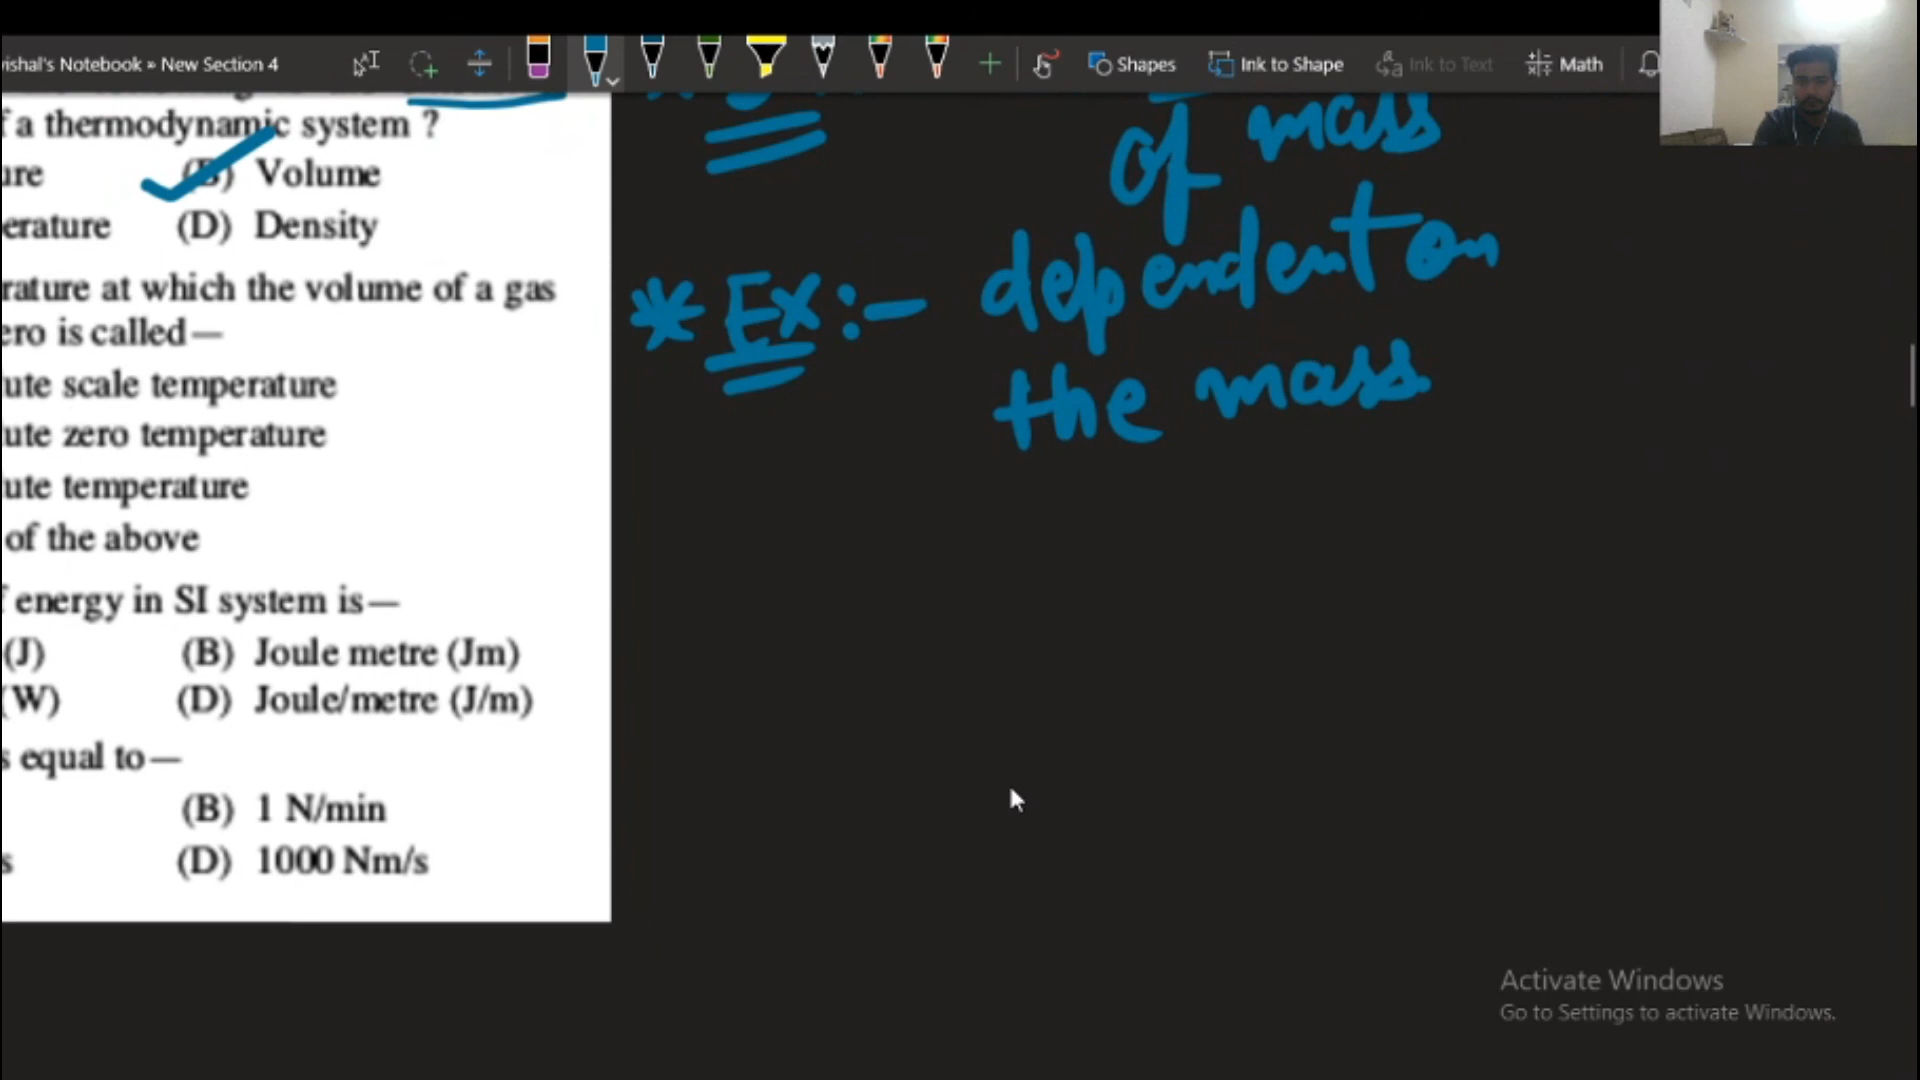 ishal's Notebook » New Section 4
Shapes
Ink to Shape
Ink to Text
Math
f a thermodynamic system ?
ure (B) Volume
erature (D) Density
rature at which the volume of a gas
ero is called—
ute scale temperature
ute zero temperature
ute temperature
of the above
f energy in SI system is—
(J) (B) Joule metre (Jm)
(W) (D) Joule/metre (J/m)
s equal to—
(B) 1 N/min
s (D) 1000 Nm/s
of mass
* Ex:- dependent on
the mass
Activate Windows
Go to Settings to activate Windows.